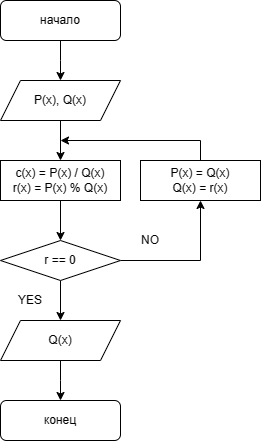 начало
P(x), Q(x)
c(x) = P(x) / Q(x)
r(x) = P(x) % Q(x)
P(x) = Q(x)
Q(x) = r(x)
r == 0
NO
YES
Q(x)
конец